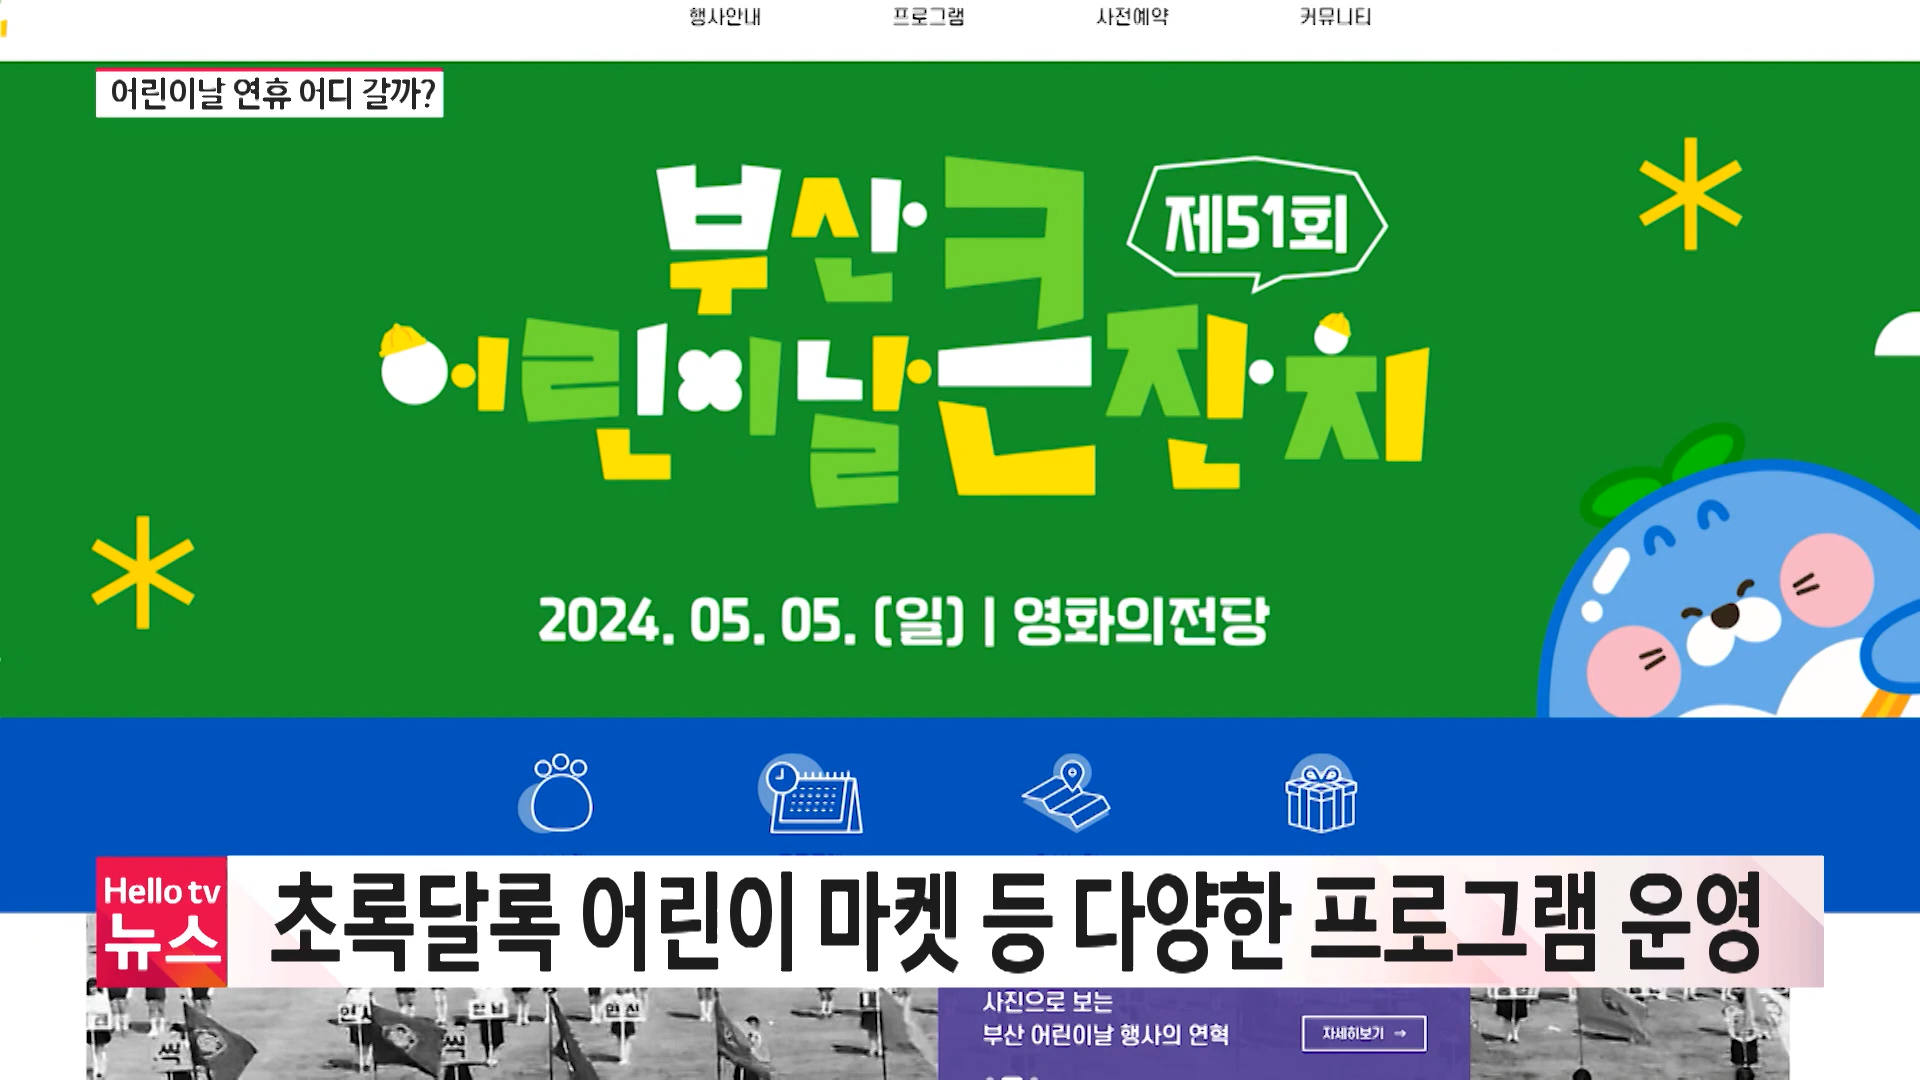 행사안내 프로그램 사전예약 커뮤니티
어린이날 연휴 어디 갈까?
부산 제51회
어린이날 큰 잔치
2024. 05. 05. (일) | 영화의전당
Hello tv
뉴스
초록달록 어린이 마켓 등 다양한 프로그램 운영
사진으로 보는
부산 어린이날 행사의 연혁
자세히보기 →